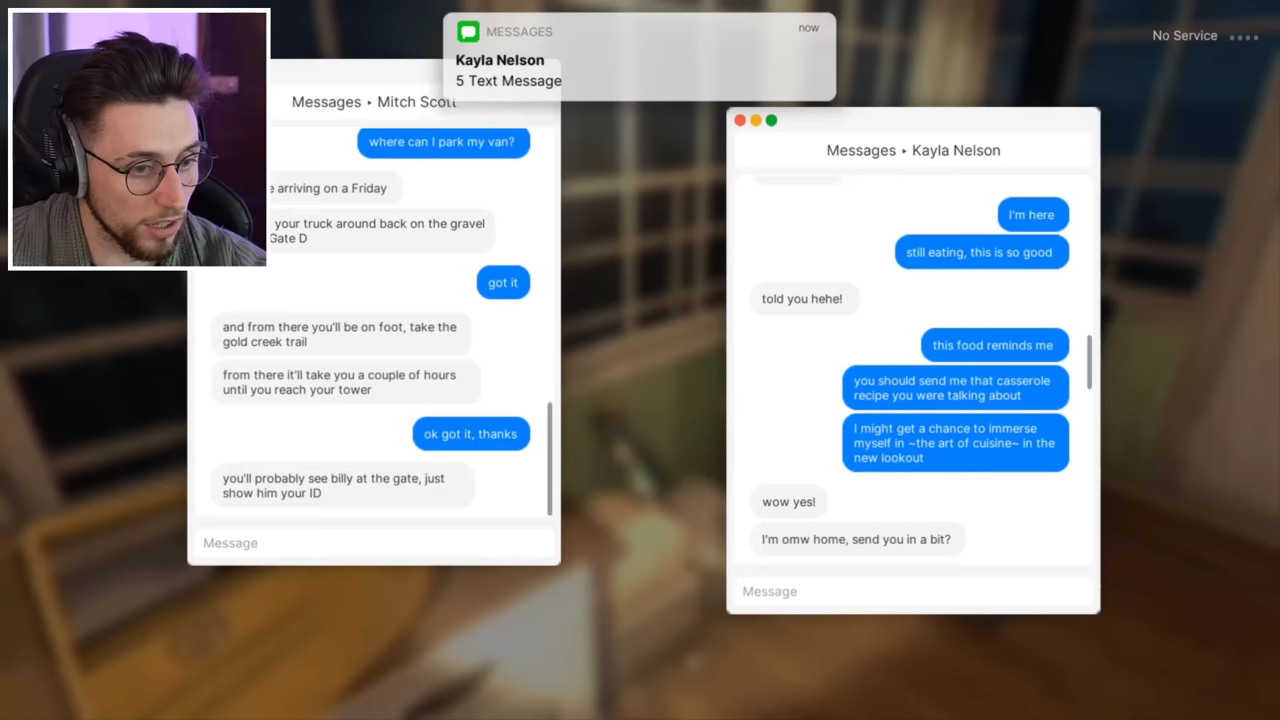 No Service
MESSAGES
now
Kayla Nelson
5 Text Message
Messages ▸ Mitch Scott
where can I park my van?
arriving on a Friday
your truck around back on the gravel
Gate D
got it
and from there you'll be on foot, take the
gold creek trail
from there it'll take you a couple of hours
until you reach your tower
ok got it, thanks
you'll probably see billy at the gate, just
show him your ID
Message
Messages ▸ Kayla Nelson
I'm here
still eating, this is so good
told you hehe!
this food reminds me
you should send me that casserole
recipe you were talking about
I might get a chance to immerse
myself in ~the art of cuisine~ in the
new lookout
wow yes!
I'm omw home, send you in a bit?
Message